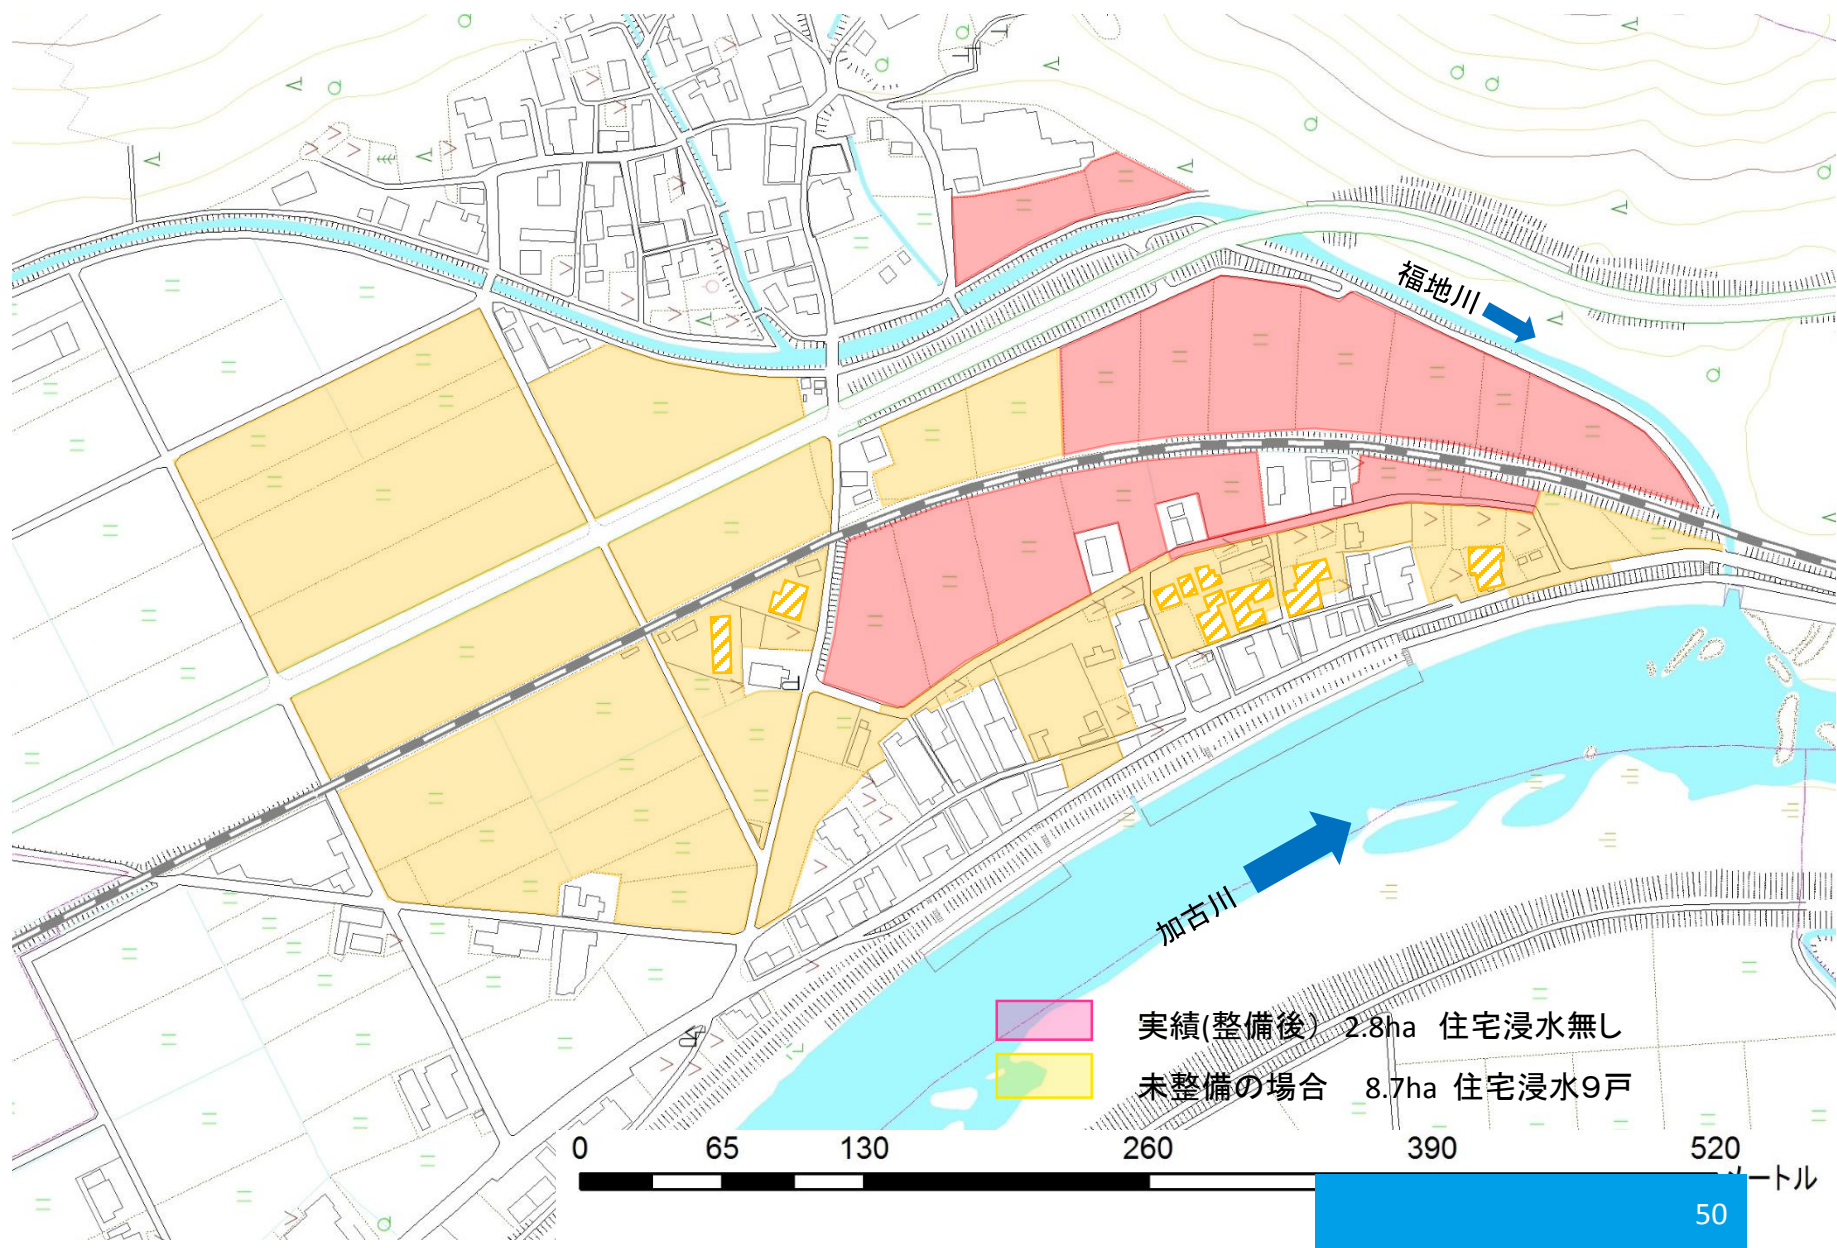 福地川
加古川
実績(整備後) 2.8ha 住宅浸水無し
未整備の場合 8.7ha 住宅浸水９戸
0 65 130 260 390 520
ートル
50